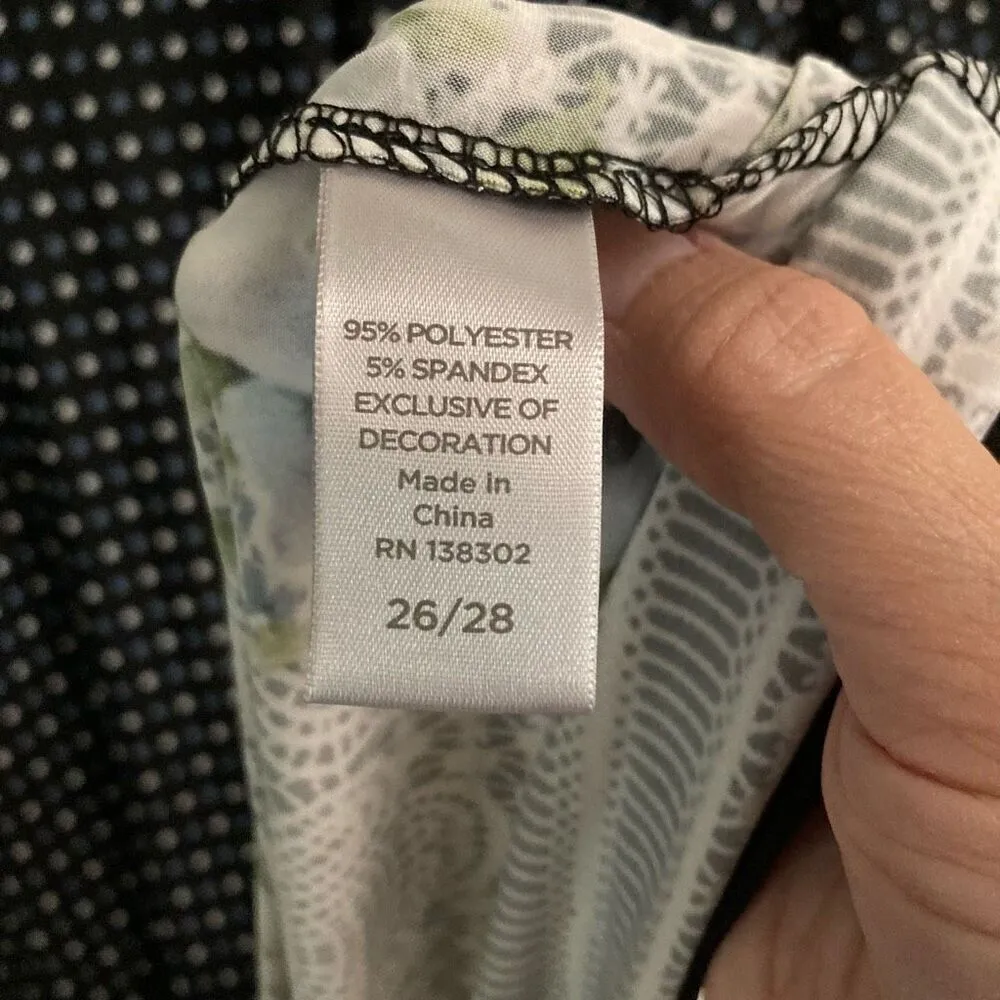 95% POLYESTER
5% SPANDEX
EXCLUSIVE OF
DECORATION
Made in
China
RN 138302
26/28